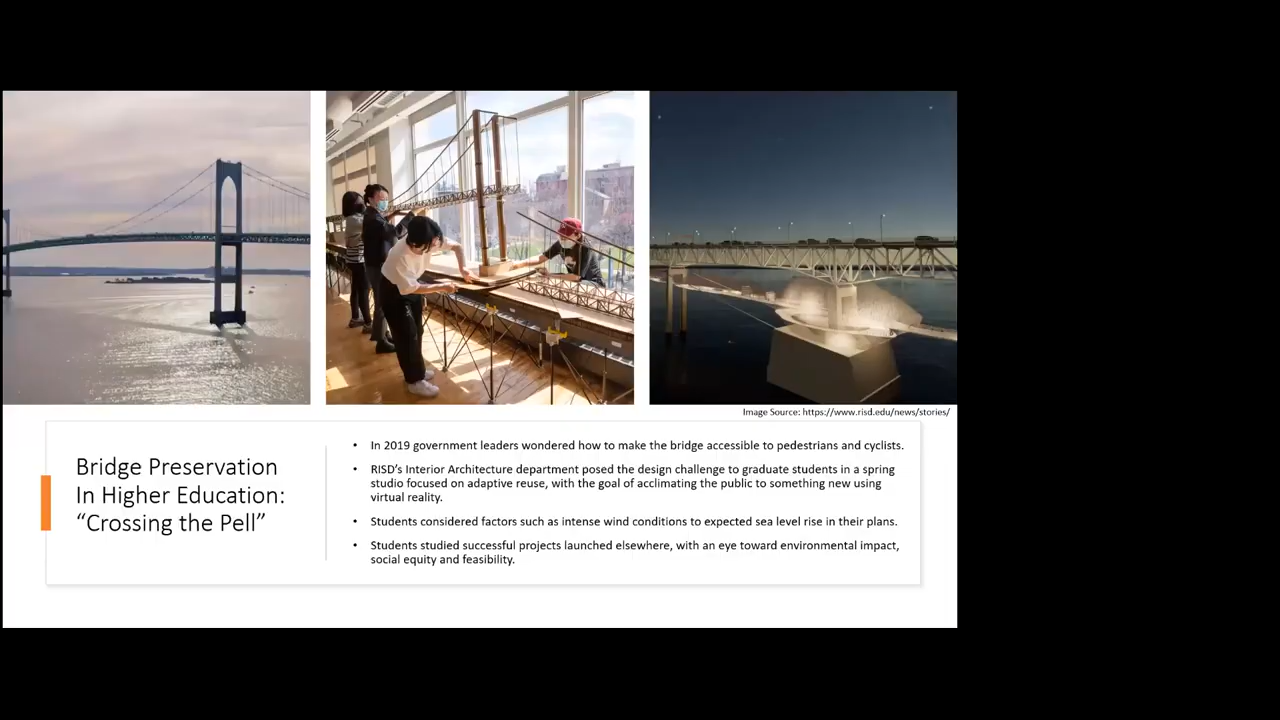 Image Source: https://www.risd.edu/news/stories/
Bridge Preservation
In Higher Education:
“Crossing the Pell”
• In 2019 government leaders wondered how to make the bridge accessible to pedestrians and cyclists.
• RISD’s Interior Architecture department posed the design challenge to graduate students in a spring
studio focused on adaptive reuse, with the goal of acclimating the public to something new using
virtual reality.
• Students considered factors such as intense wind conditions to expected sea level rise in their plans.
• Students studied successful projects launched elsewhere, with an eye toward environmental impact,
social equity and feasibility.